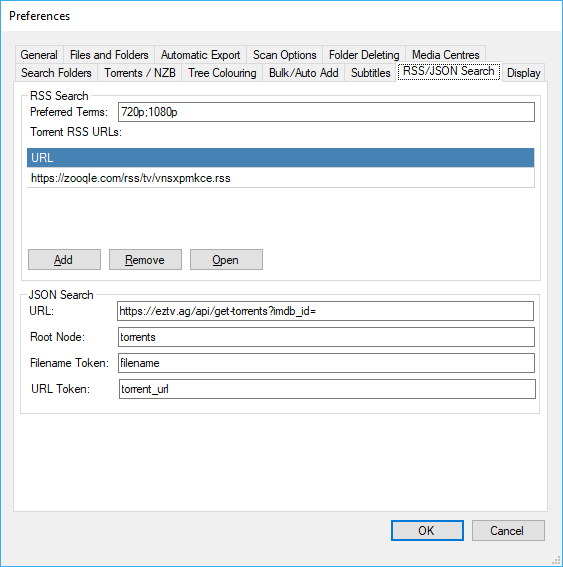 Preferences
General Files and Folders Automatic Export Scan Options Folder Deleting Media Centres
Search Folders Torrents / NZB Tree Colouring Bulk/Auto Add Subtitles RSS/JSON Search Display
RSS Search
Preferred Terms: 720p;1080p
Torrent RSS URLs:
URL
https://zooqle.com/rss/tv/vnsxpmkce.rss
Add Remove Open
JSON Search
URL: https://eztv.ag/api/get-torrents?imdb_id=
Root Node: torrents
Filename Token: filename
URL Token: torrent_url
OK Cancel